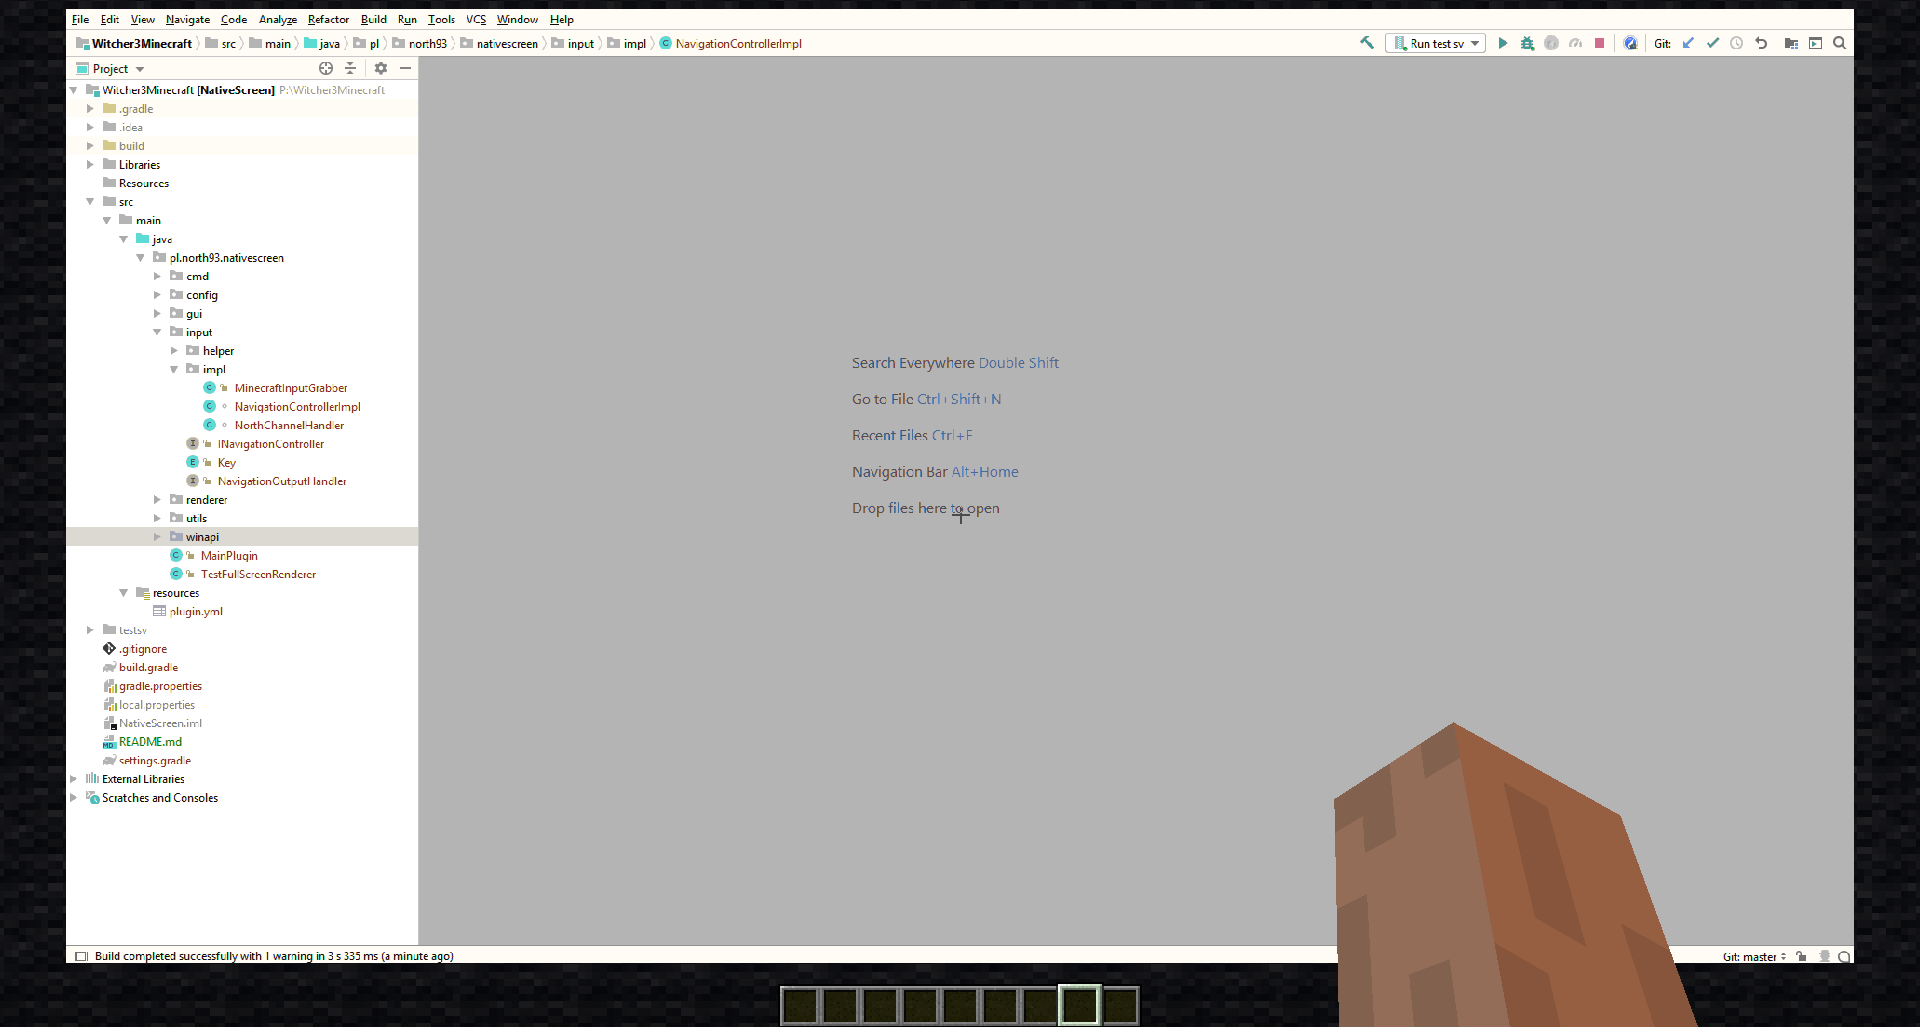 File Edit View Navigate Code Analyze Refactor Build Run Tools VCS Window Help
Witcher3Minecraft src main java pl north93 nativescreen input impl NavigationControllerImpl
Run test sv Git:
Project
Witcher3Minecraft [NativeScreen] P:\Witcher3Minecraft
.gradle
.idea
build
Libraries
Resources
src
main
java
pl.north93.nativescreen
cmd
config
gui
input
helper
impl
MinecraftInputGrabber
NavigationControllerImpl
NorthChannelHandler
INavigationController
Key
NavigationOutputHandler
renderer
utils
winapi
MainPlugin
TestFullScreenRenderer
resources
plugin.yml
testsv
.gitignore
build.gradle
gradle.properties
local.properties
NativeScreen.iml
README.md
settings.gradle
External Libraries
Scratches and Consoles
Search Everywhere Double Shift
Go to File Ctrl+Shift+N
Recent Files Ctrl+E
Navigation Bar Alt+Home
Drop files here to open
Build completed successfully with 1 warning in 3 s 335 ms (a minute ago)
Git: master